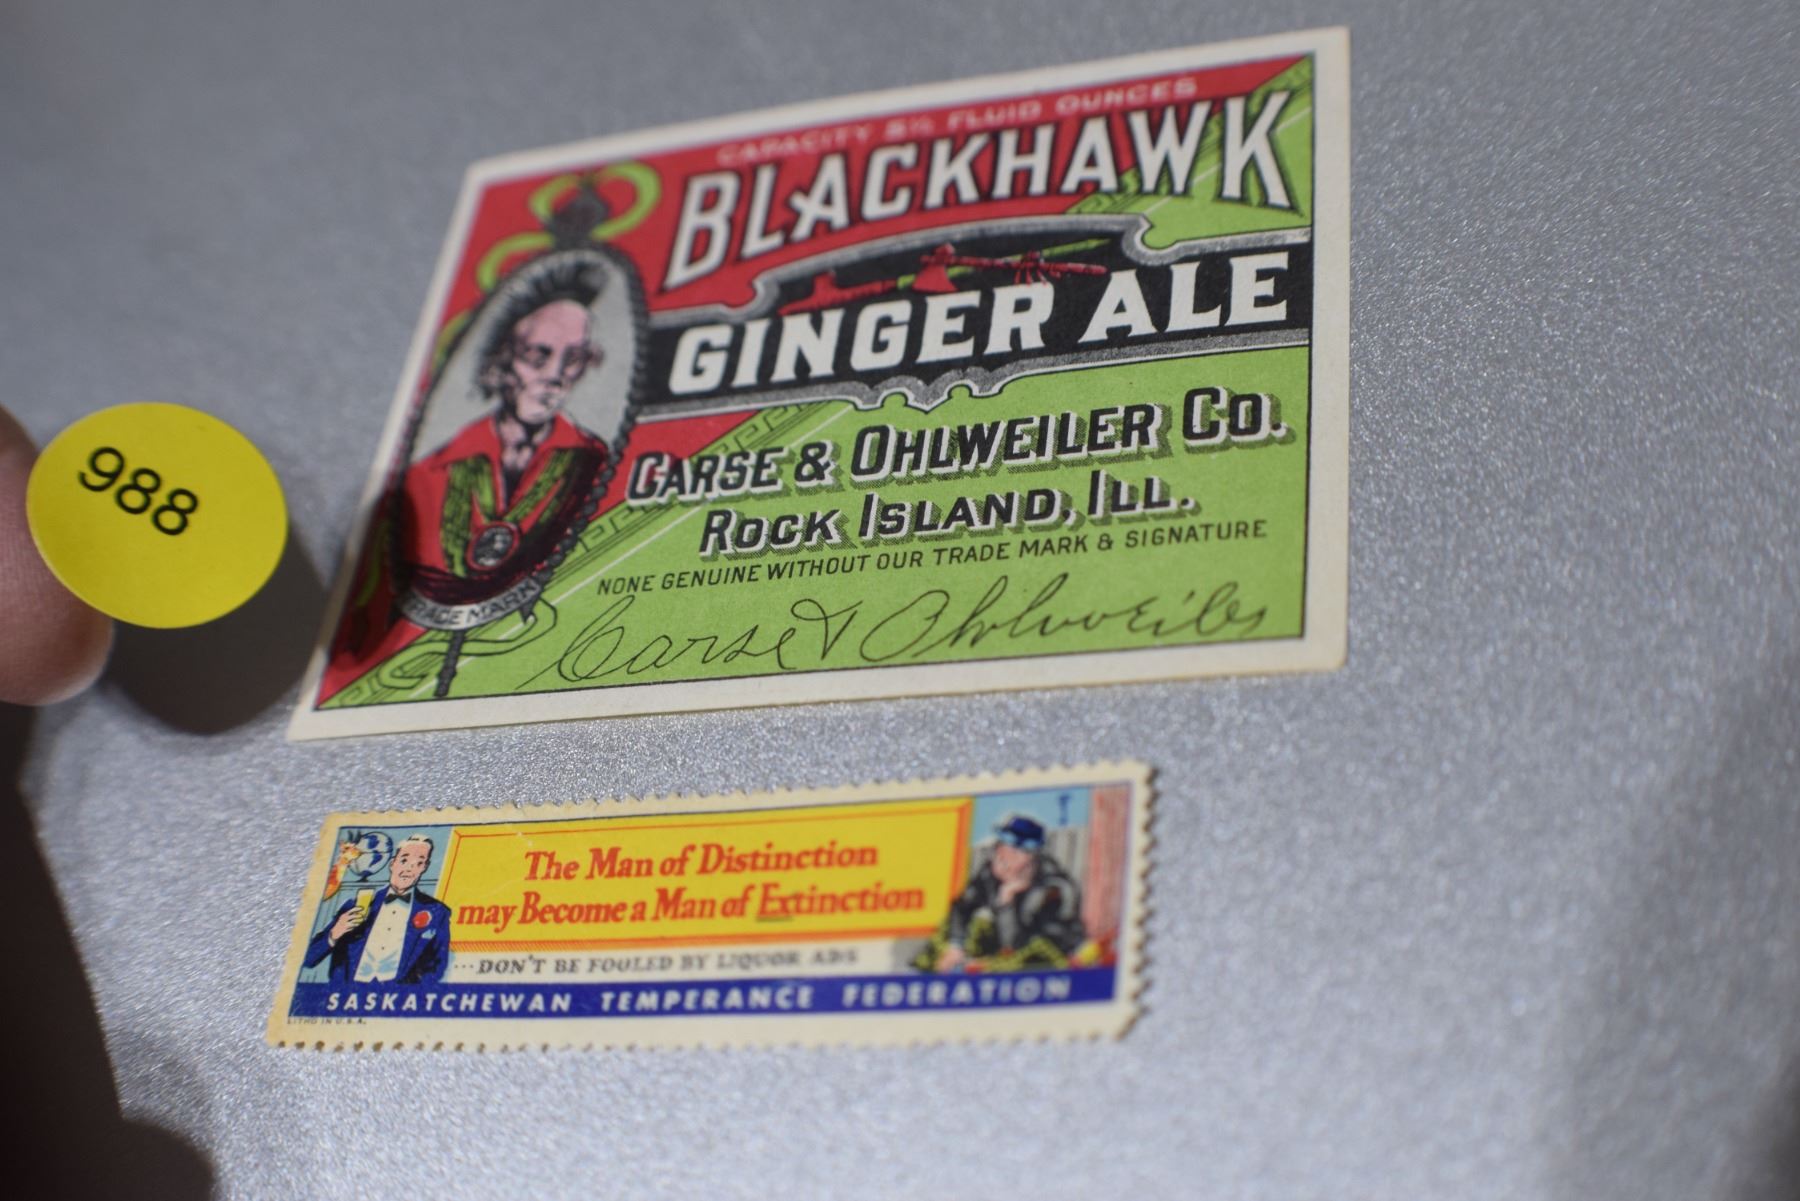 988
CAPACITY 8½ FLUID OUNCES
BLACKHAWK
GINGER ALE
CARSE & OHLWEILER CO.
ROCK ISLAND, ILL.
NONE GENUINE WITHOUT OUR TRADE MARK & SIGNATURE
Carse & Ohlweiler
TRADE MARK
The Man of Distinction
may Become a Man of Extinction
...DON'T BE FOOLED BY LIQUOR ADS
SASKATCHEWAN TEMPERANCE FEDERATION
LITHO IN U.S.A.